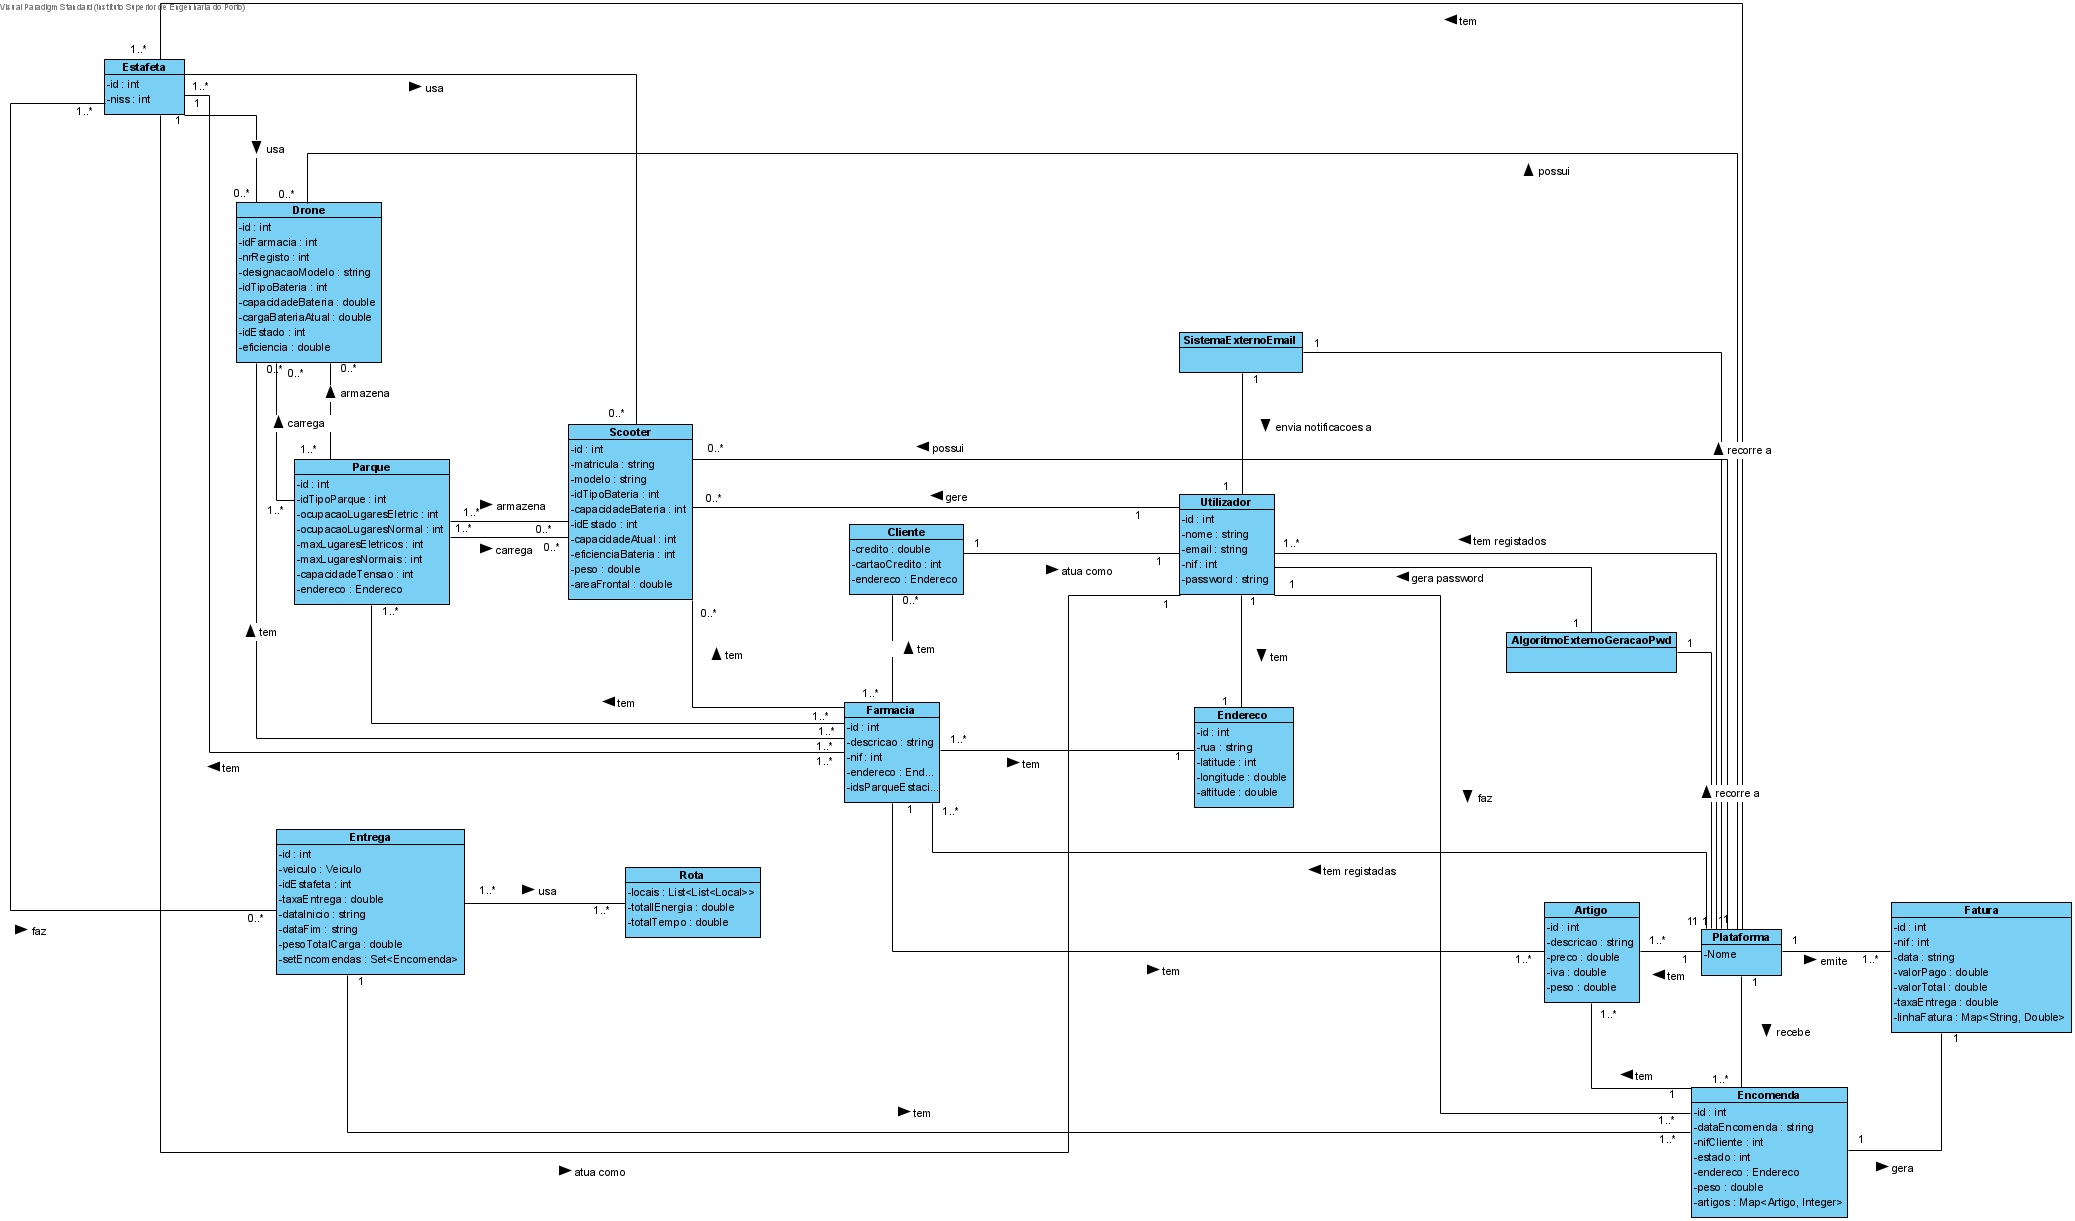 Visual Paradigm Standard (Instituto Superior de Engenharia do Porto)
tem
1..*
Estafeta
-id : int
-niss : int
1..*
1
1..*
1
usa
usa
possui
0..*
0..*
Drone
-id : int
-idFarmacia : int
-nrRegisto : int
-designacaoModelo : string
-idTipoBateria : int
-capacidadeBateria : double
-cargaBateriaAtual : double
-idEstado : int
-eficiencia : double
0..*
0..*
0..*
armazena
carrega
1..*
1..*
Parque
-id : int
-idTipoParque : int
-ocupacaoLugaresEletric : int
-ocupacaoLugaresNormal : int
-maxLugaresEletricos : int
-maxLugaresNormais : int
-capacidadeTensao : int
-endereco : Endereco
1..*
1..*
armazena
0..*
1..*
carrega
0..*
0..*
Scooter
-id : int
-matricula : string
-modelo : string
-idTipoBateria : int
-capacidadeBateria : int
-idEstado : int
-capacidadeAtual : int
-eficienciaBateria : int
-peso : double
-areaFrontal : double
0..*
possui
0..*
gere
1
0..*
tem
SistemaExternoEmail
1
1
envia notificacoes a
1
Utilizador
-id : int
-nome : string
-email : string
-nif : int
-password : string
1..*
tem registados
gera password
1
1
1
1
Cliente
-credito : double
-cartaoCredito : int
-endereco : Endereco
1
atua como
0..*
tem
1..*
recorre a
1
AlgoritmoExternoGeracaoPwd
1
tem
1
Endereco
-id : int
-rua : string
-latitude : int
-longitude : double
-altitude : double
Farmacia
-id : int
-descricao : string
-nif : int
-endereco : End...
-idsParqueEstaci...
1..*
1..*
1..*
1..*
tem
tem
tem
1..*
tem
1
1
1..*
faz
recorre a
tem registadas
Entrega
-id : int
-veiculo : Veiculo
-idEstafeta : int
-taxaEntrega : double
-dataInicio : string
-dataFim : string
-pesoTotalCarga : double
-setEncomendas : Set<Encomenda>
0..*
faz
1..*
usa
1..*
1
Rota
-locais : List<List<Local>>
-totalEnergia : double
-totalTempo : double
tem
1..*
Artigo
-id : int
-descricao : string
-preco : double
-iva : double
-peso : double
1..*
1
tem
1..*
11
1
11
Plataforma
-Nome
1
emite
1..*
1
recebe
1..*
Fatura
-id : int
-nif : int
-data : string
-valorPago : double
-valorTotal : double
-taxaEntrega : double
-linhaFatura : Map<String, Double>
1
tem
1
Encomenda
-id : int
-dataEncomenda : string
-nifCliente : int
-estado : int
-endereco : Endereco
-peso : double
-artigos : Map<Artigo, Integer>
1..*
1..*
1
gera
tem
atua como